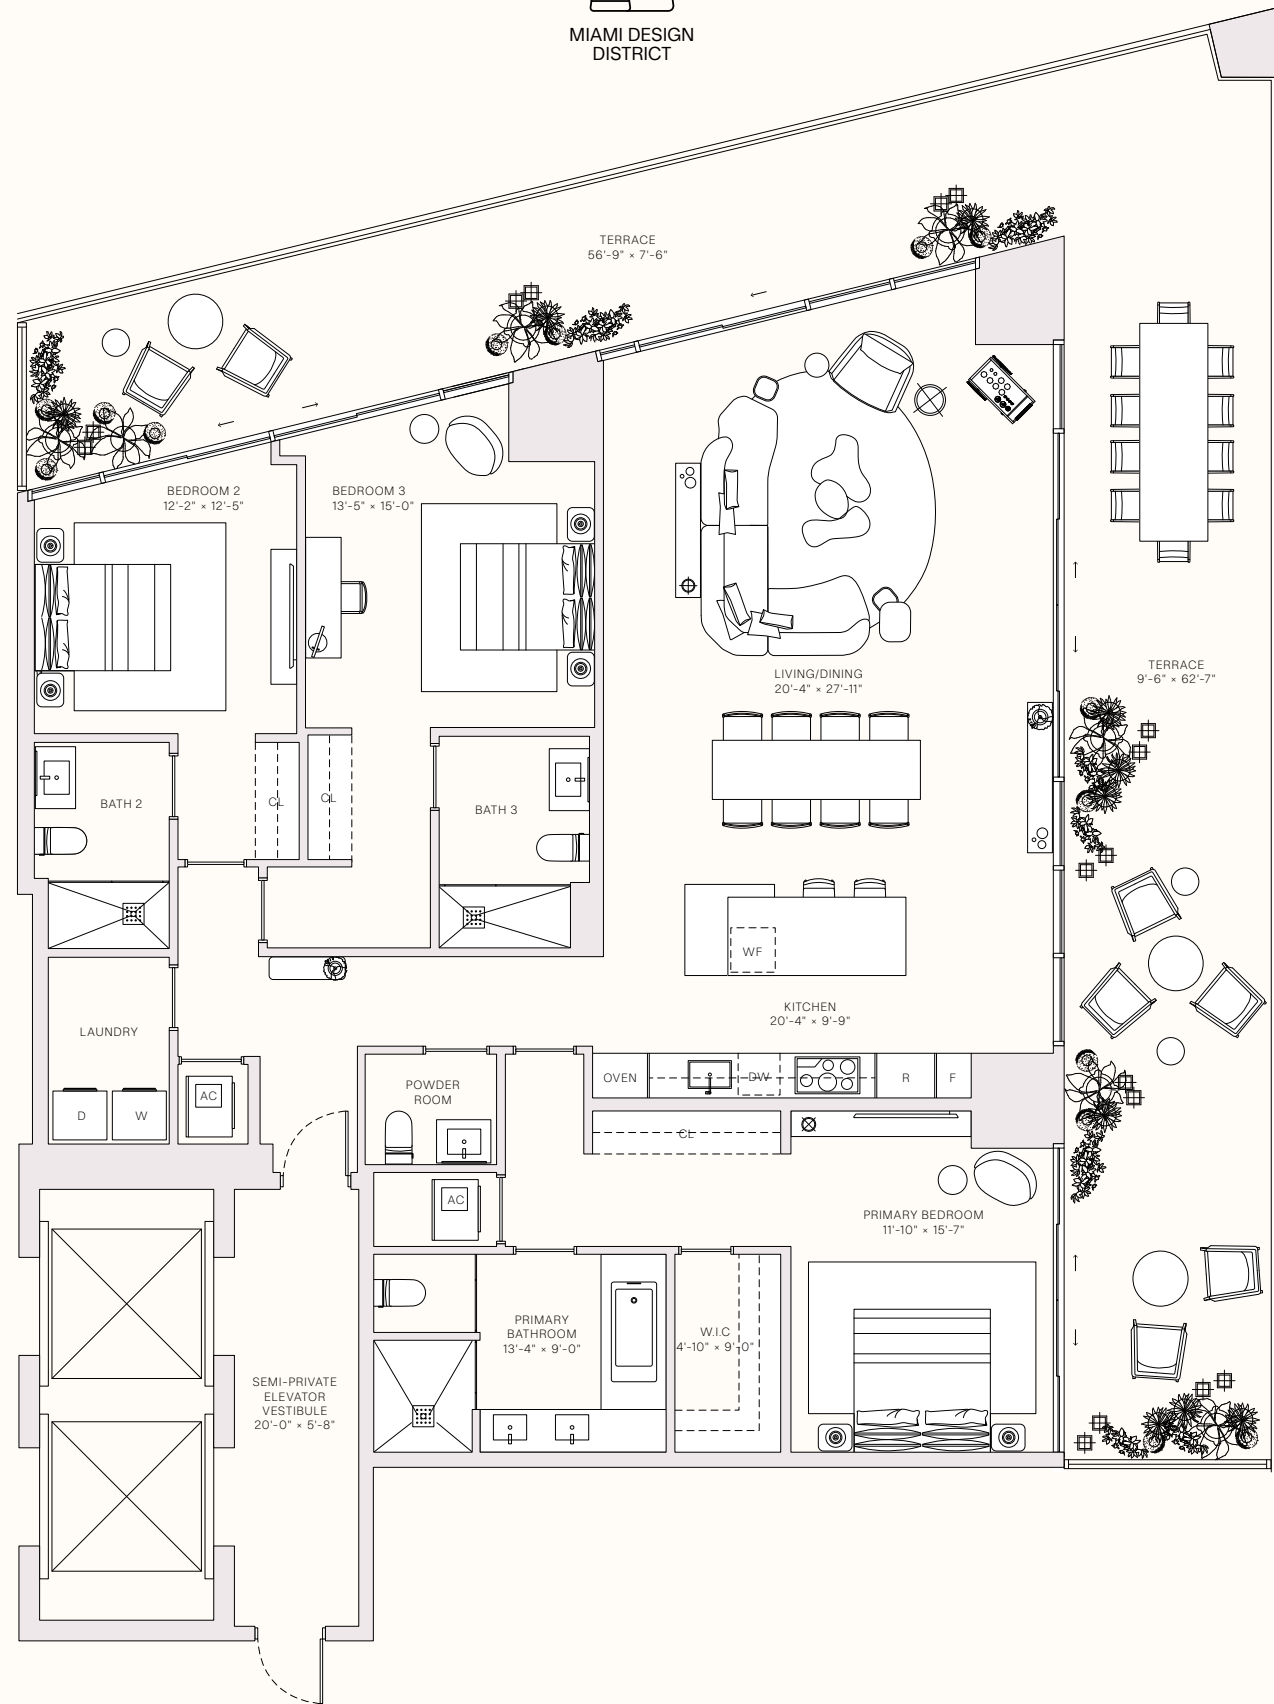 MIAMI DESIGN
DISTRICT
TERRACE
56'-9" × 7'-6"
BEDROOM 2
12'-2" × 12'-5"
BEDROOM 3
13'-5" × 15'-0"
LIVING/DINING
20'-4" × 27'-11"
TERRACE
9'-6" × 62'-7"
BATH 2
CL
CL
BATH 3
WF
KITCHEN
20'-4" × 9'-9"
LAUNDRY
D
W
AC
POWDER
ROOM
OVEN
DW
R
F
CL
AC
PRIMARY BEDROOM
11'-10" × 15'-7"
PRIMARY
BATHROOM
13'-4" × 9'-0"
W.I.C
4'-10" × 9'-0"
SEMI-PRIVATE
ELEVATOR
VESTIBULE
20'-0" × 5'-8"